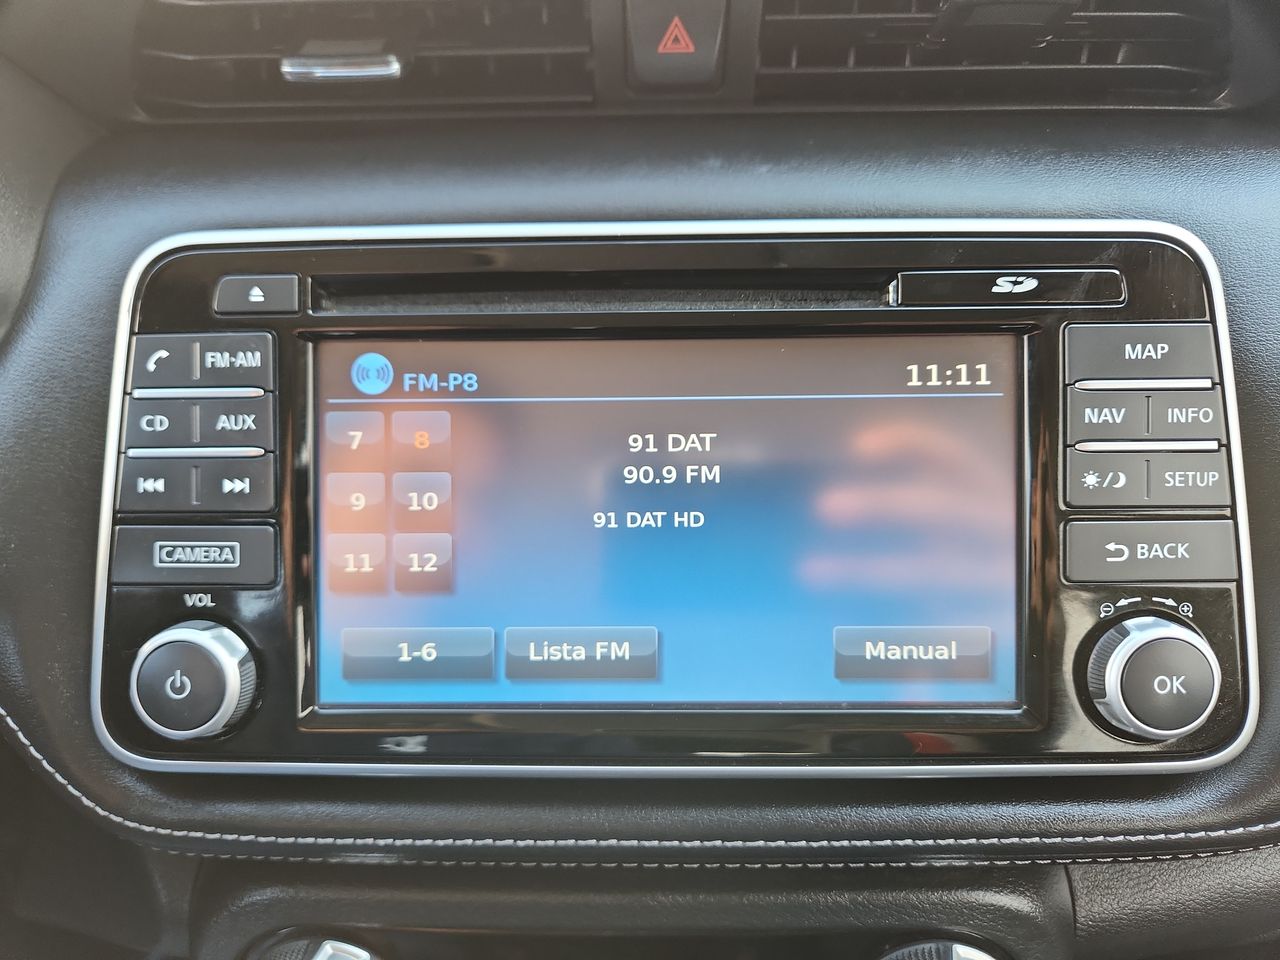 SD
FM-P8
11:11
7
8
91 DAT
90.9 FM
9
10
91 DAT HD
11
12
1-6
Lista FM
Manual
FM·AM
CD
AUX
CAMERA
VOL
MAP
NAV
INFO
SETUP
BACK
OK